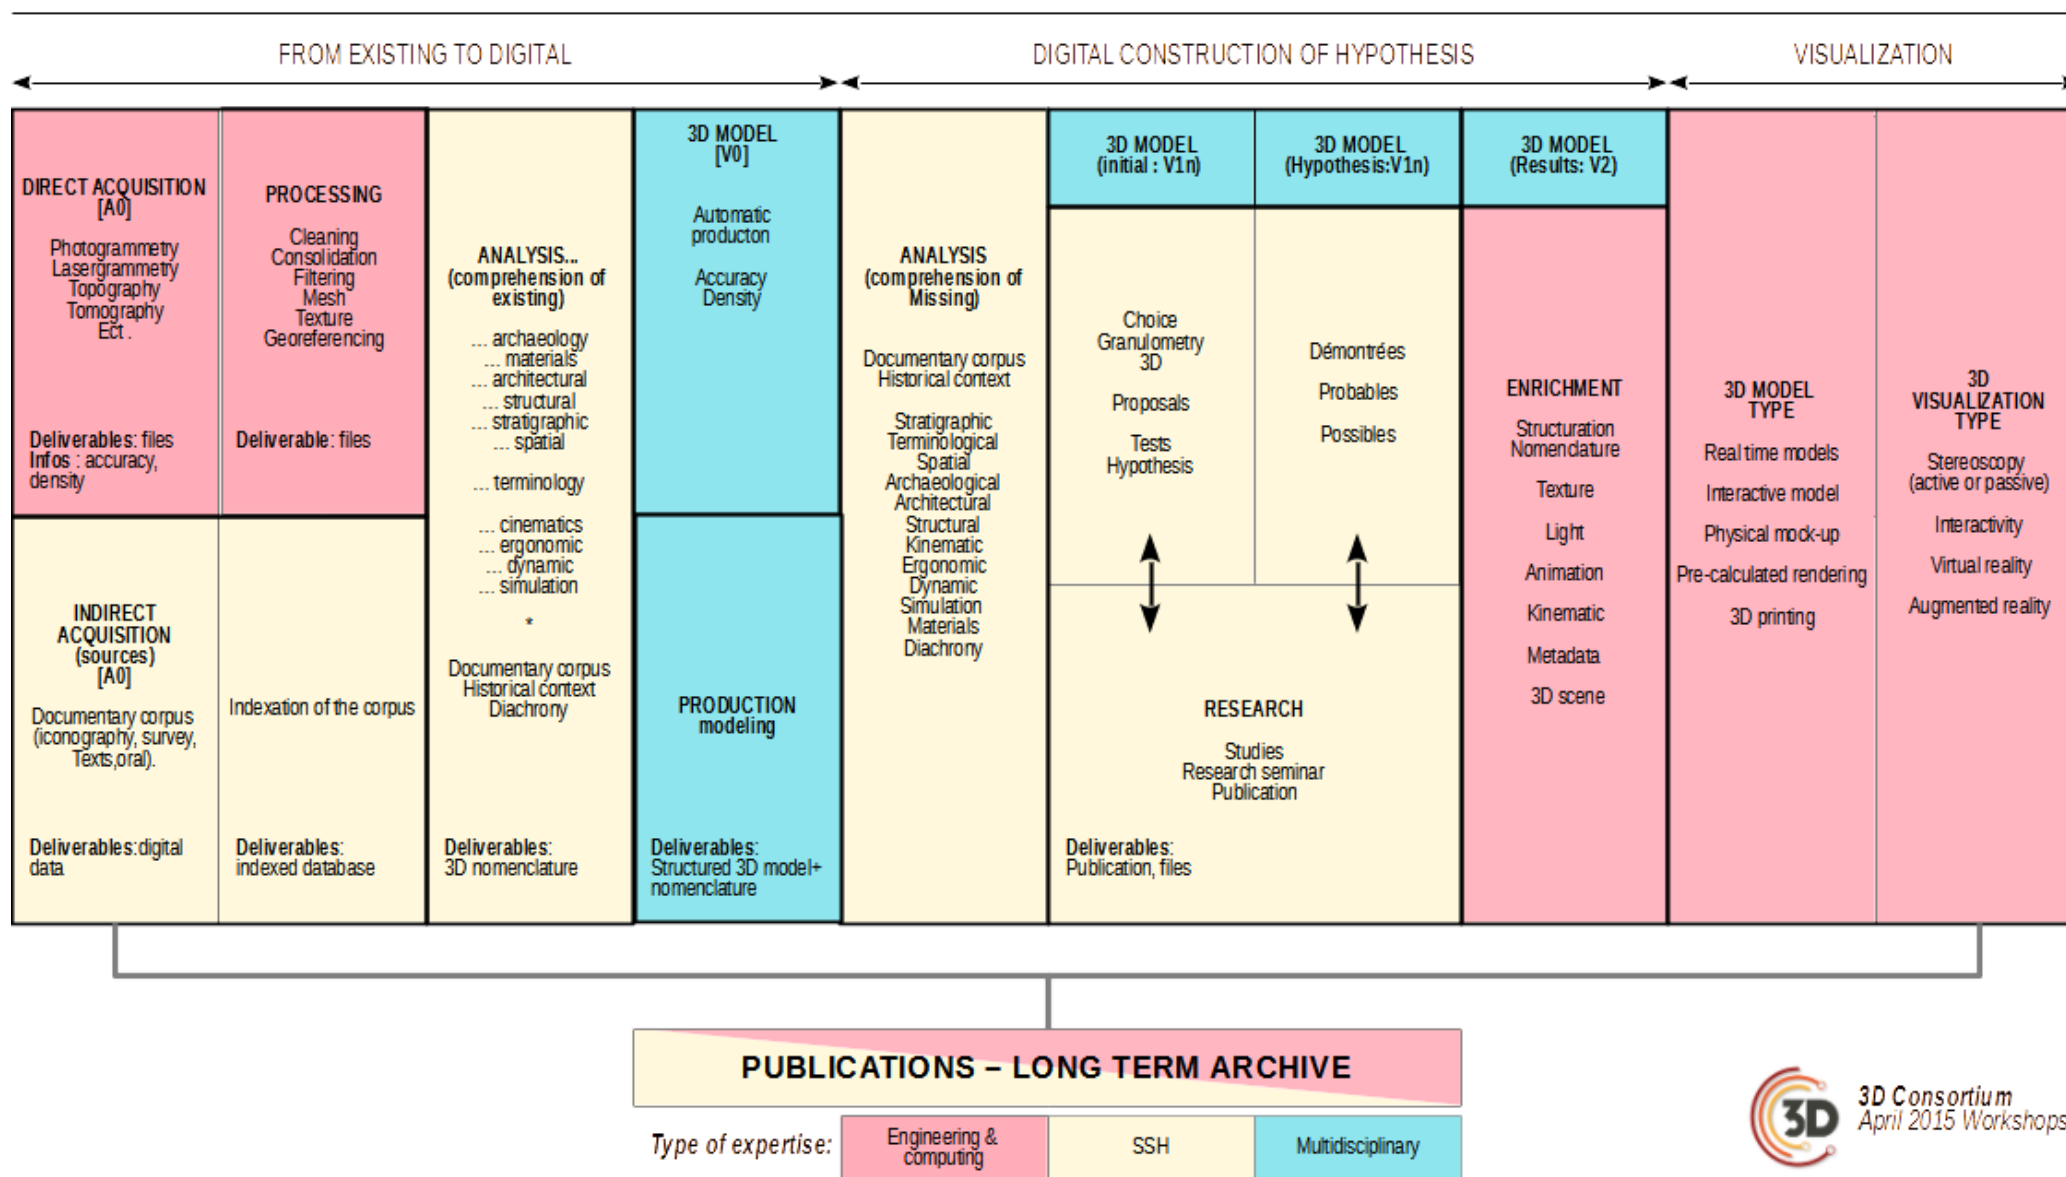 FROM EXISTING TO DIGITAL
DIGITAL CONSTRUCTION OF HYPOTHESIS
VISUALIZATION
DIRECT ACQUISITION
[A0]
Photogrammetry
Lasergrammetry
Topography
Tomography
Ect .
Deliverables: files
Infos : accuracy,
density
PROCESSING
Cleaning
Consolidation
Filtering
Mesh
Texture
Georeferencing
Deliverable: files
INDIRECT
ACQUISITION
(sources)
[A0]
Documentary corpus
(iconography, survey,
Texts,oral).
Deliverables:digital
data
Indexation of the corpus
Deliverables:
indexed database
ANALYSIS...
(comprehension of
existing)
... archaeology
... materials
... architectural
... structural
... stratigraphic
... spatial
... terminology
... cinematics
... ergonomic
... dynamic
... simulation
*
Documentary corpus
Historical context
Diachrony
Deliverables:
3D nomenclature
3D MODEL
[V0]
Automatic
producton
Accuracy
Density
PRODUCTION
modeling
Deliverables:
Structured 3D model+
nomenclature
ANALYSIS
(comprehension of
Missing)
Documentary corpus
Historical context
Stratigraphic
Terminological
Spatial
Archaeological
Architectural
Structural
Kinematic
Ergonomic
Dynamic
Simulation
Materials
Diachrony
3D MODEL
(initial : V1n)
Choice
Granulometry
3D
Proposals
Tests
Hypothesis
3D MODEL
(Hypothesis:V1n)
Démontrées
Probables
Possibles
RESEARCH
Studies
Research seminar
Publication
Deliverables:
Publication, files
3D MODEL
(Results: V2)
ENRICHMENT
Structuration
Nomendature
Texture
Light
Animation
Kinematic
Metadata
3D scene
3D MODEL
TYPE
Real time models
Interactive model
Physical mock-up
Pre-calculated rendering
3D printing
3D
VISUALIZATION
TYPE
Stereoscopy
(active or passive)
Interactivity
Virtual reality
Augmented reality
PUBLICATIONS – LONG TERM ARCHIVE
Type of expertise:
Engineering &
computing
SSH
Multidisciplinary
3D
3D Consortium
April 2015 Workshops